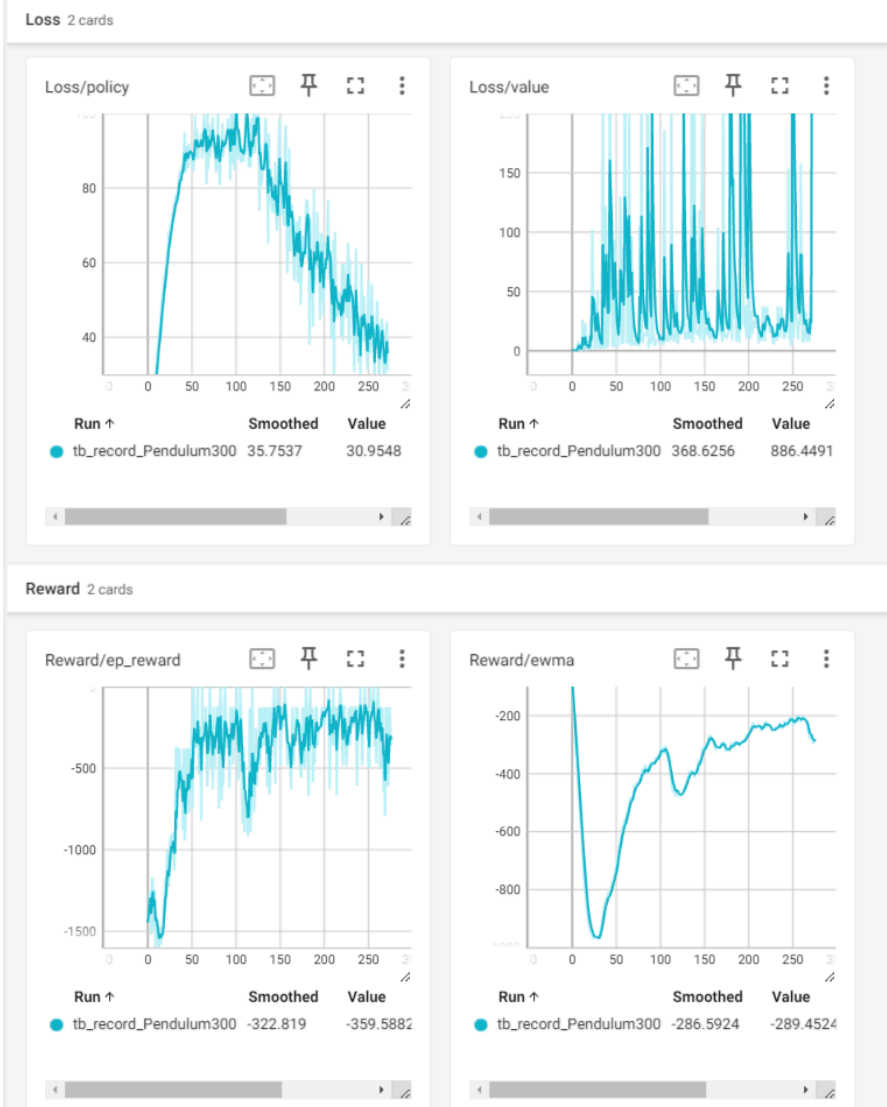 Loss 2 cards
Loss/policy
80
60
40
0 50 100 150 200 250
Run ↑ Smoothed Value
tb_record_Pendulum300 35.7537 30.9548
Loss/value
150
100
50
0
0 50 100 150 200 250
Run ↑ Smoothed Value
tb_record_Pendulum300 368.6256 886.4491
Reward 2 cards
Reward/ep_reward
-500
-1000
-1500
0 50 100 150 200 250
Run ↑ Smoothed Value
tb_record_Pendulum300 -322.819 -359.5882
Reward/ewma
-200
-400
-600
-800
0 50 100 150 200 250
Run ↑ Smoothed Value
tb_record_Pendulum300 -286.5924 -289.4524